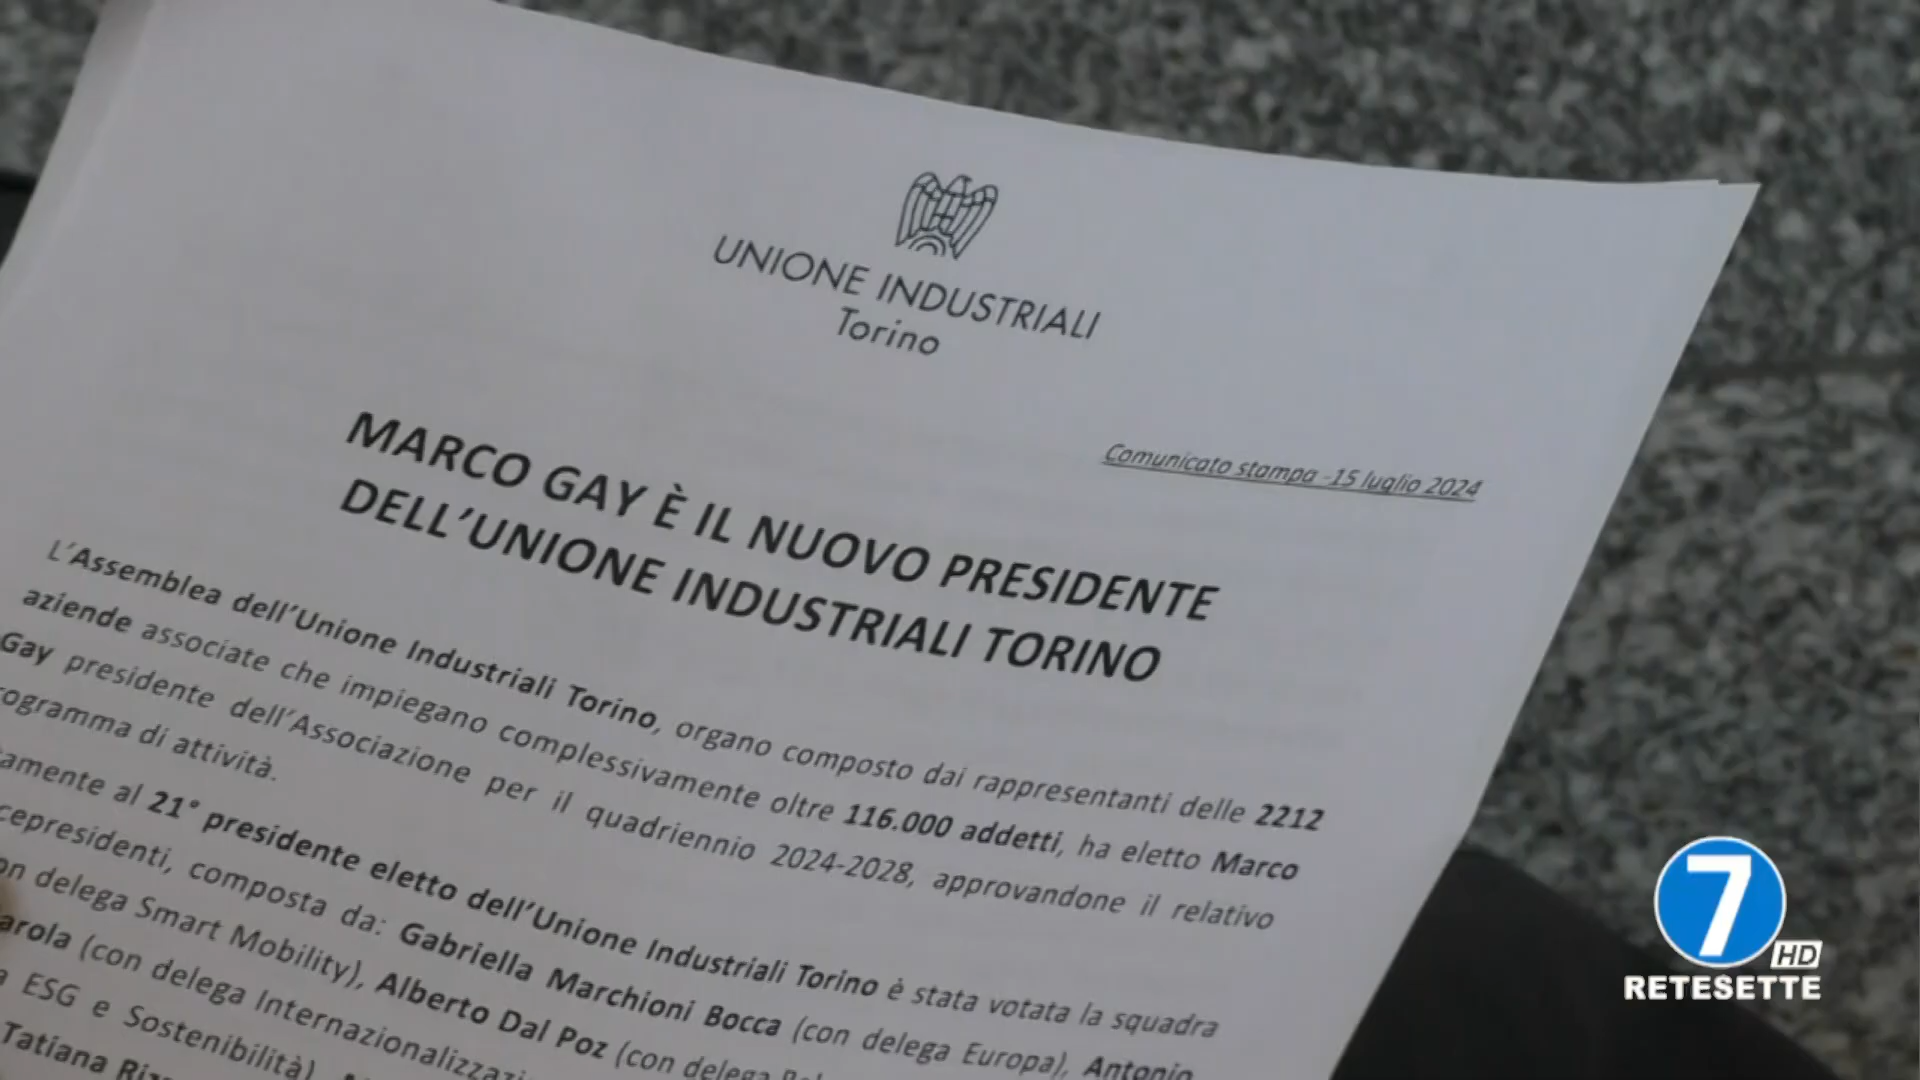 UNIONE INDUSTRIALI
Torino
Comunicato stampa -15 luglio 2024
MARCO GAY È IL NUOVO PRESIDENTE
DELL'UNIONE INDUSTRIALI TORINO
L'Assemblea dell'Unione Industriali Torino, organo composto dai rappresentanti delle 2212
aziende associate che impiegano complessivamente oltre 116.000 addetti, ha eletto Marco
Gay presidente dell'Associazione per il quadriennio 2024-2028, approvandone il relativo
rogramma di attività.
tamente al 21° presidente eletto dell'Unione Industriali Torino è stata votata la squadra
cepresidenti, composta da: Gabriella Marchioni Bocca (con delega Europa), Antonio
on delega Smart Mobility), Alberto Dal Poz (con delega
arola (con delega Internazionalizzazi
a ESG e Sostenibilità),
Tatiana Riz
7 HD
RETESETTE